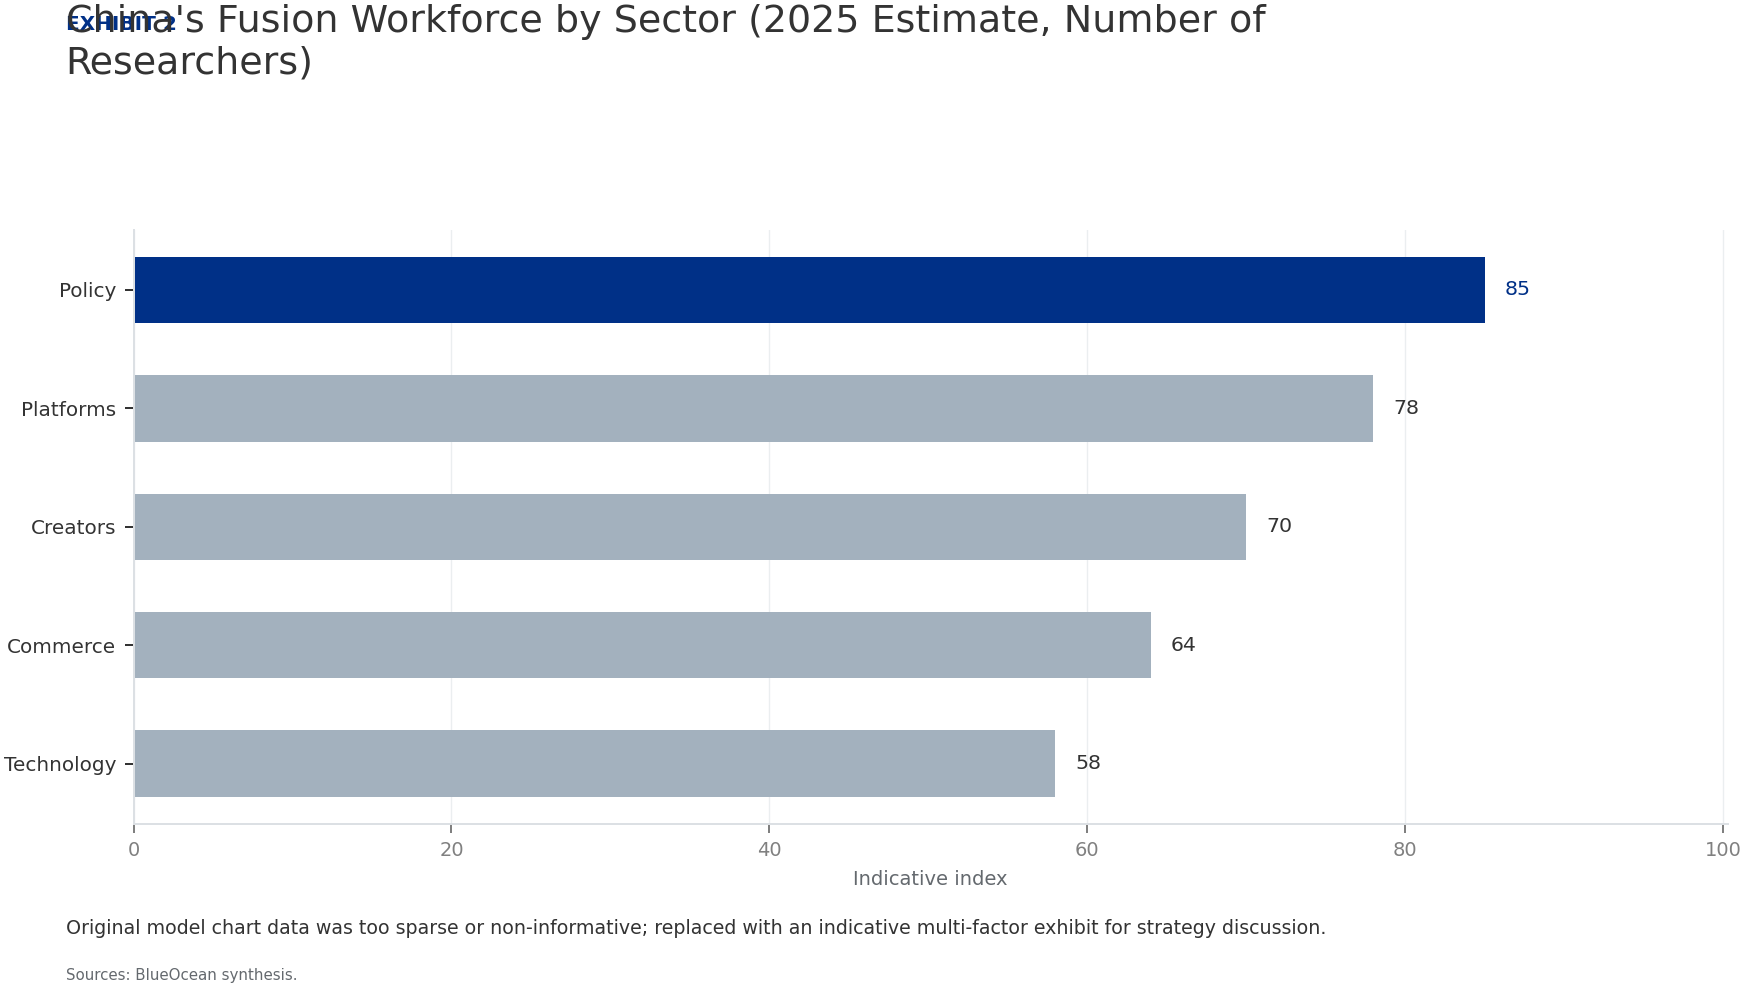 EXHIBIT 2
China's Fusion Workforce by Sector (2025 Estimate, Number of
Researchers)
Policy
85
Platforms
78
Creators
70
Commerce
64
Technology
58
0 20 40 60 80 100
Indicative index
Original model chart data was too sparse or non-informative; replaced with an indicative multi-factor exhibit for strategy discussion.
Sources: BlueOcean synthesis.